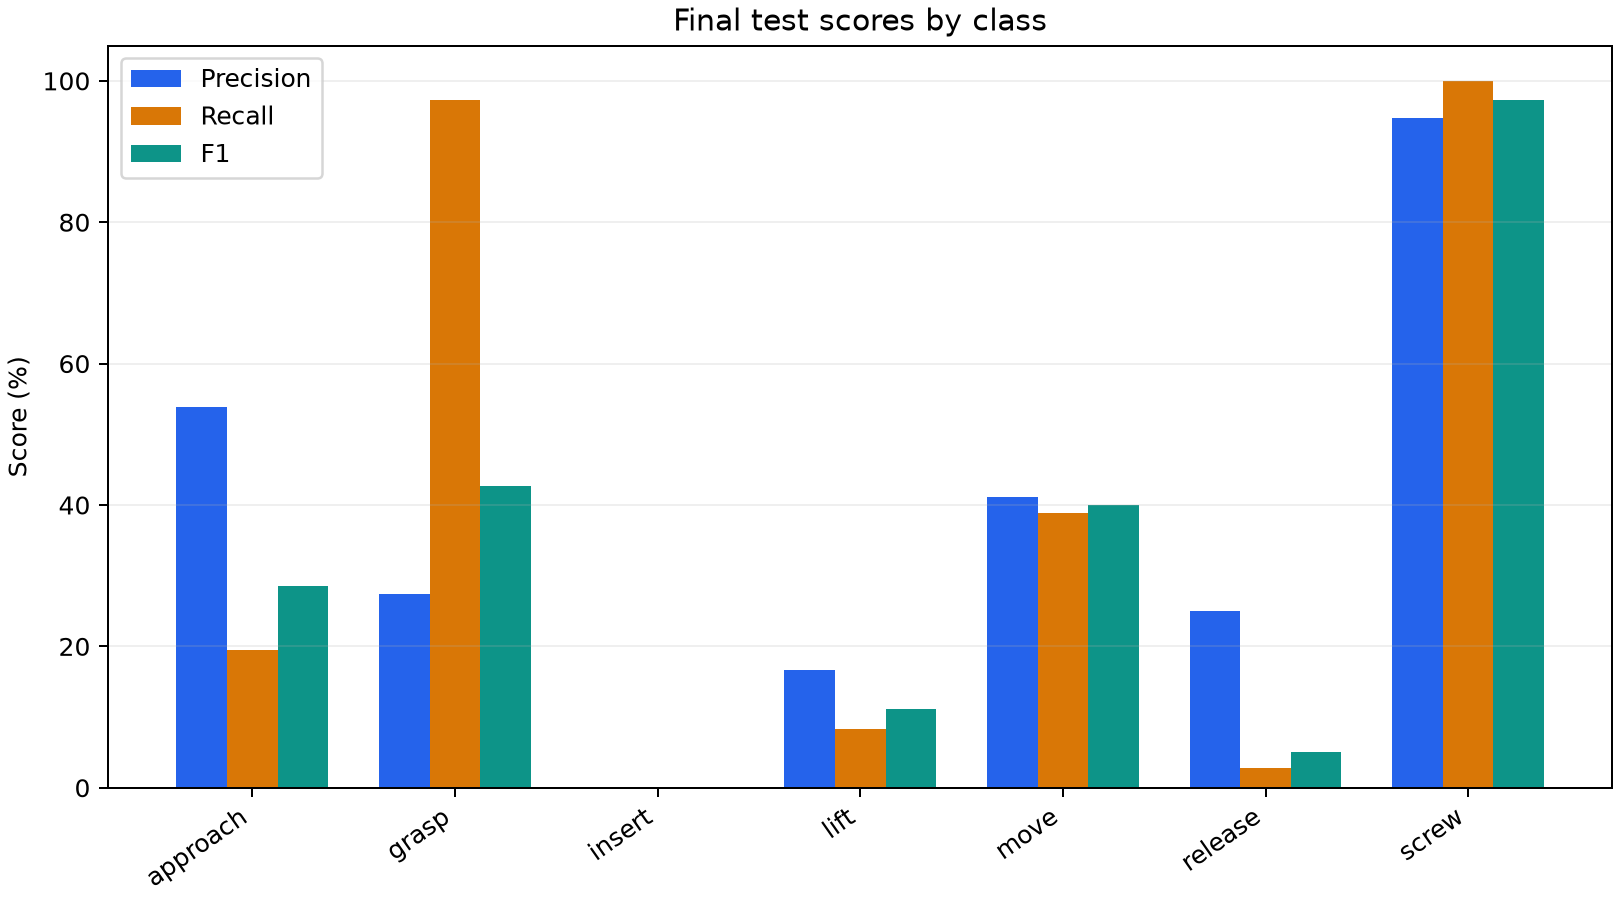 Final test scores by class
Precision
Recall
F1
Score (%)
100
80
60
40
20
0
approach
grasp
insert
lift
move
release
screw